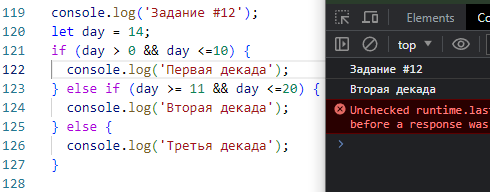 119 console.log('Задание #12');
120 let day = 14;
121 if (day > 0 && day <=10) {
122 console.log('Первая декада');
123 } else if (day >= 11 && day <=20) {
124 console.log('Вторая декада');
125 } else {
126 console.log('Третья декада');
127 }
128
Elements
top
Задание #12
Вторая декада
Unchecked runtime.las
before a response was